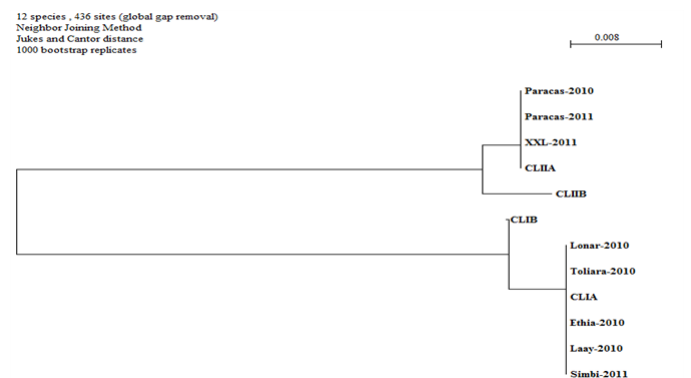 12 species , 436 sites (global gap removal)
Neighbor Joining Method
Jukes and Cantor distance
1000 bootstrap replicates
0.008
Paracas-2010
Paracas-2011
XXL-2011
CLIIA
CLIIB
CLIB
Lonar-2010
Toliara-2010
CLIA
Ethia-2010
Laay-2010
Simbi-2011